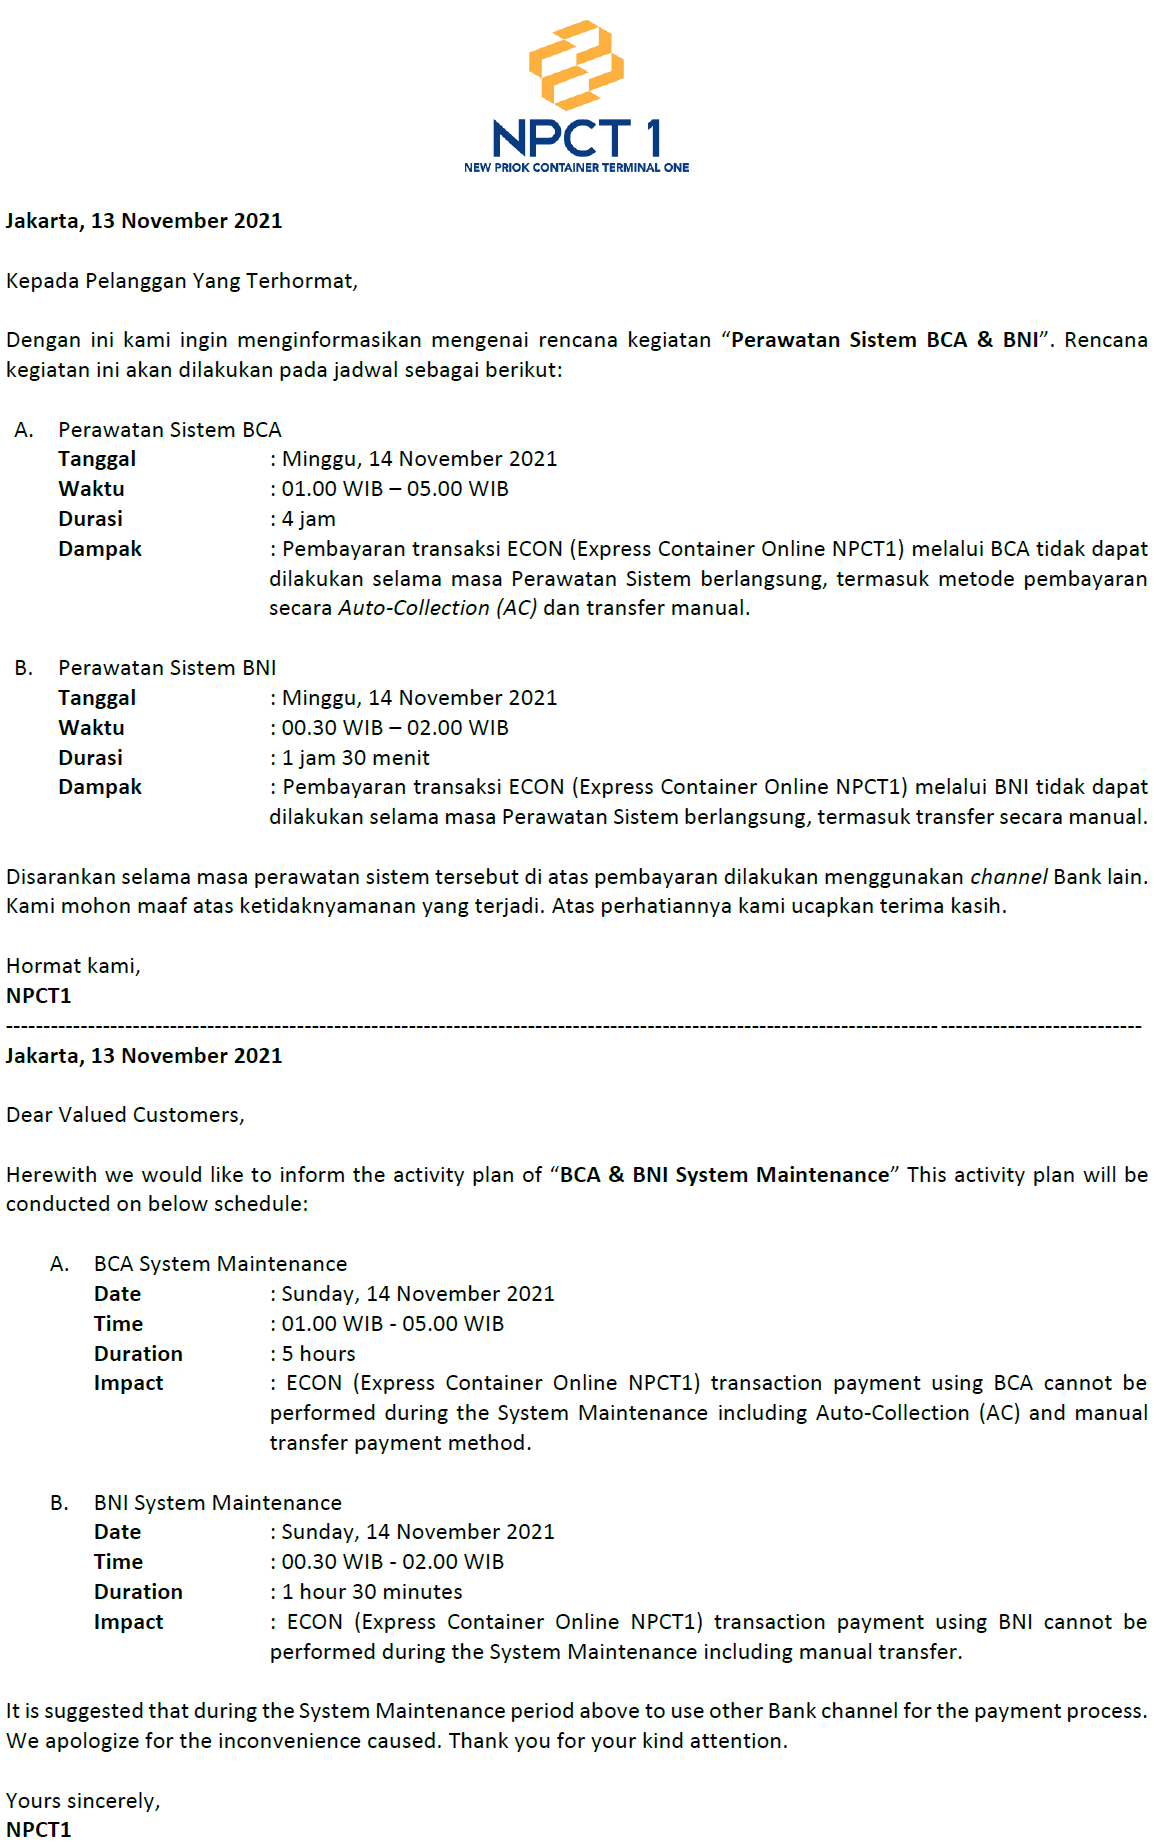 NPCT 1
NEW PRIOK CONTAINER TERMINAL ONE
Jakarta, 13 November 2021
Kepada Pelanggan Yang Terhormat,
Dengan ini kami ingin menginformasikan mengenai rencana kegiatan “Perawatan Sistem BCA & BNI”. Rencana
kegiatan ini akan dilakukan pada jadwal sebagai berikut:
A. Perawatan Sistem BCA
Tanggal : Minggu, 14 November 2021
Waktu : 01.00 WIB – 05.00 WIB
Durasi : 4 jam
Dampak : Pembayaran transaksi ECON (Express Container Online NPCT1) melalui BCA tidak dapat
dilakukan selama masa Perawatan Sistem berlangsung, termasuk metode pembayaran
secara Auto-Collection (AC) dan transfer manual.
B. Perawatan Sistem BNI
Tanggal : Minggu, 14 November 2021
Waktu : 00.30 WIB – 02.00 WIB
Durasi : 1 jam 30 menit
Dampak : Pembayaran transaksi ECON (Express Container Online NPCT1) melalui BNI tidak dapat
dilakukan selama masa Perawatan Sistem berlangsung, termasuk transfer secara manual.
Disarankan selama masa perawatan sistem tersebut di atas pembayaran dilakukan menggunakan channel Bank lain.
Kami mohon maaf atas ketidaknyamanan yang terjadi. Atas perhatiannya kami ucapkan terima kasih.
Hormat kami,
NPCT1
----------------------------------------------------------------------------------------------------------------------------------------------------------
Jakarta, 13 November 2021
Dear Valued Customers,
Herewith we would like to inform the activity plan of “BCA & BNI System Maintenance” This activity plan will be
conducted on below schedule:
A. BCA System Maintenance
Date : Sunday, 14 November 2021
Time : 01.00 WIB - 05.00 WIB
Duration : 5 hours
Impact : ECON (Express Container Online NPCT1) transaction payment using BCA cannot be
performed during the System Maintenance including Auto-Collection (AC) and manual
transfer payment method.
B. BNI System Maintenance
Date : Sunday, 14 November 2021
Time : 00.30 WIB - 02.00 WIB
Duration : 1 hour 30 minutes
Impact : ECON (Express Container Online NPCT1) transaction payment using BNI cannot be
performed during the System Maintenance including manual transfer.
It is suggested that during the System Maintenance period above to use other Bank channel for the payment process.
We apologize for the inconvenience caused. Thank you for your kind attention.
Yours sincerely,
NPCT1